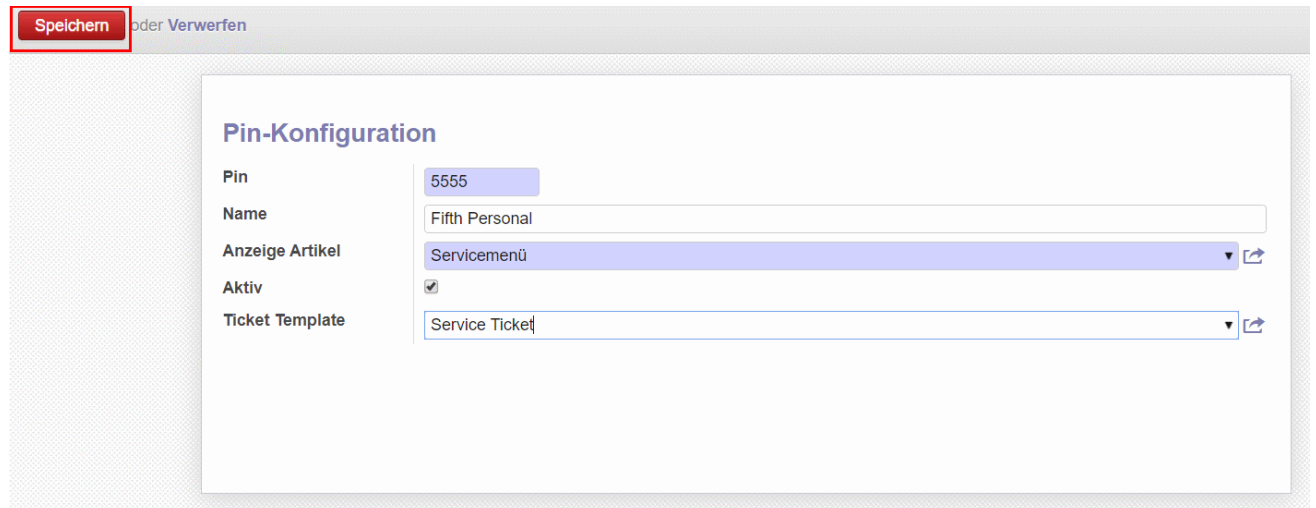 Speichern oder Verwerfen
Pin-Konfiguration
Pin 5555
Name Fifth Personal
Anzeige Artikel Servicemenü
Aktiv
Ticket Template Service Ticket